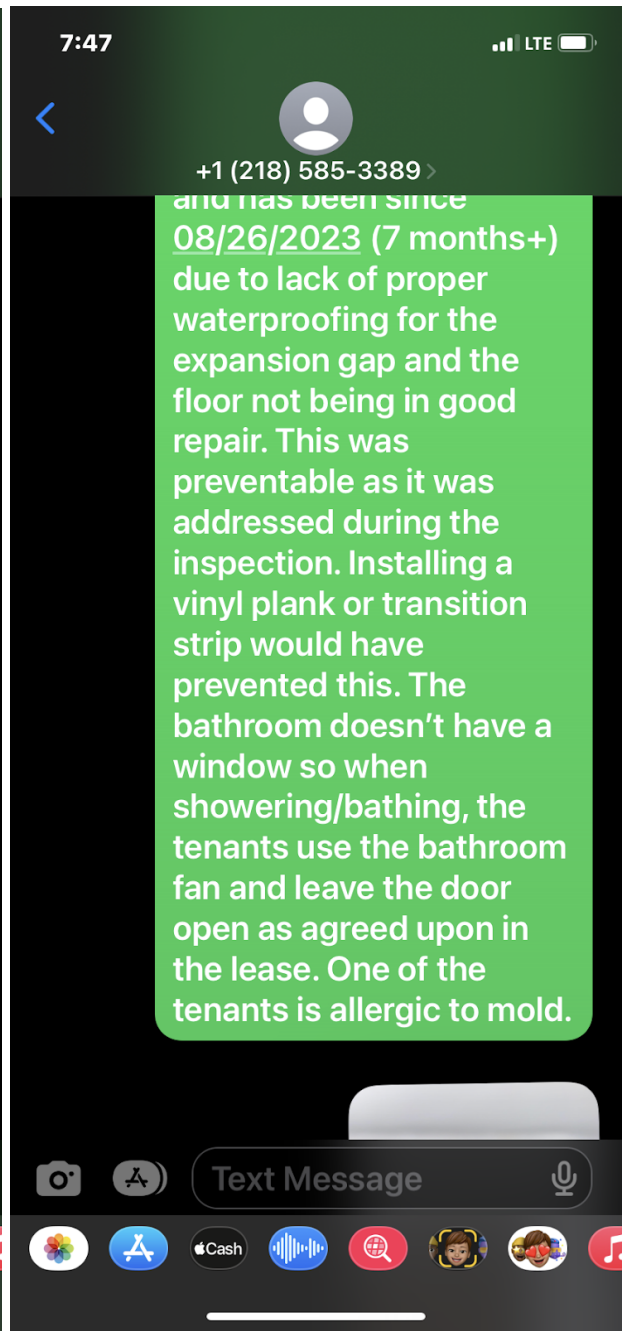 7:47
LTE
+1 (218) 585-3389
and has been since
08/26/2023 (7 months+)
due to lack of proper
waterproofing for the
expansion gap and the
floor not being in good
repair. This was
preventable as it was
addressed during the
inspection. Installing a
vinyl plank or transition
strip would have
prevented this. The
bathroom doesn’t have a
window so when
showering/bathing, the
tenants use the bathroom
fan and leave the door
open as agreed upon in
the lease. One of the
tenants is allergic to mold.
Text Message
Cash